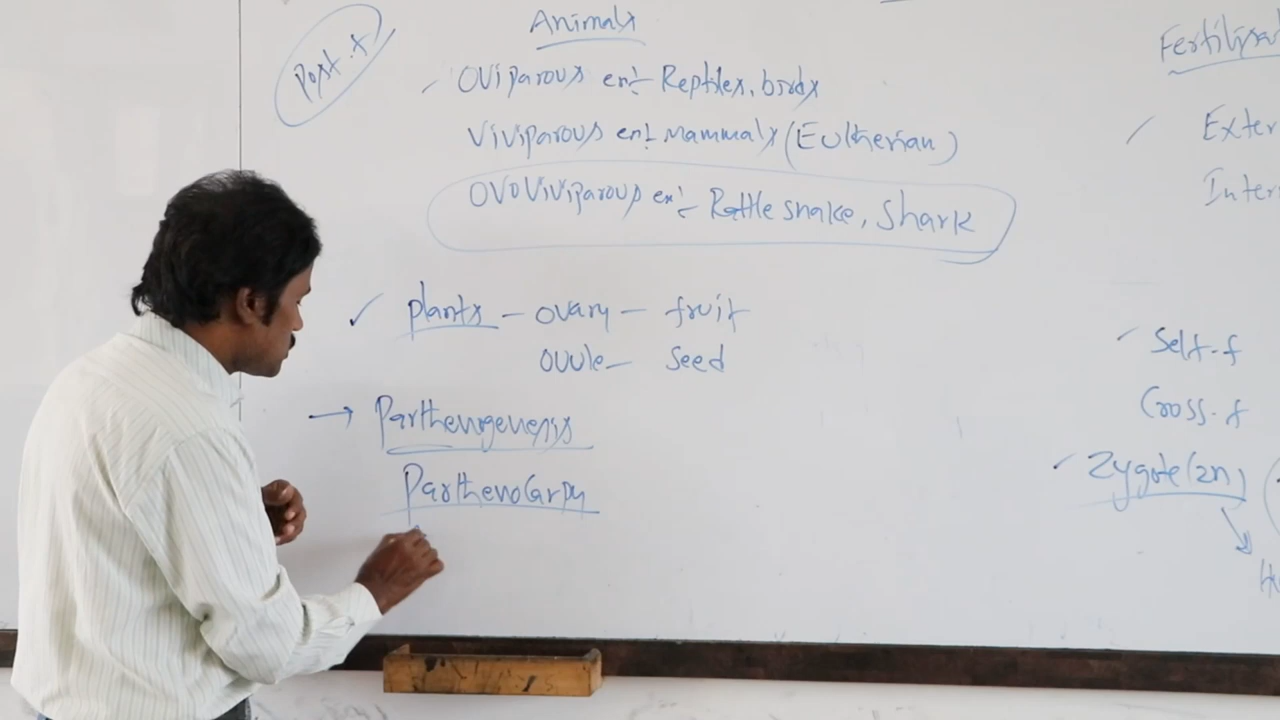 Post.f
Animals
Oviparous ex:- Reptiles, birds
Viviparous ex:- mammals (Eutherian)
OVOViviparous ex:- Rattle snake, Shark
plants - ovary - fruit
ovule - Seed
→ Parthenogenesis
Parthenocarpy
Fertilisa
Exter
Inter
Self-f
Cross-f
Zygote (2n)